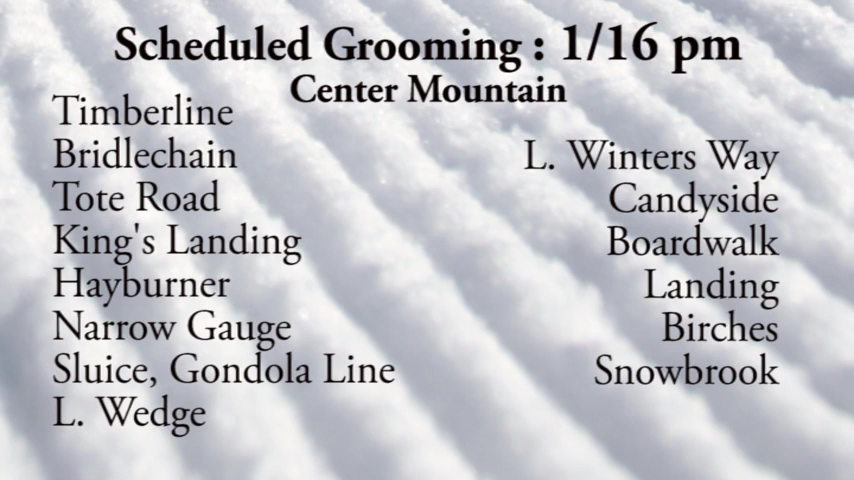 Scheduled Grooming : 1/16 pm
Center Mountain
Timberline
Bridlechain
Tote Road
King's Landing
Hayburner
Narrow Gauge
Sluice, Gondola Line
L. Wedge
L. Winters Way
Candyside
Boardwalk
Landing
Birches
Snowbrook